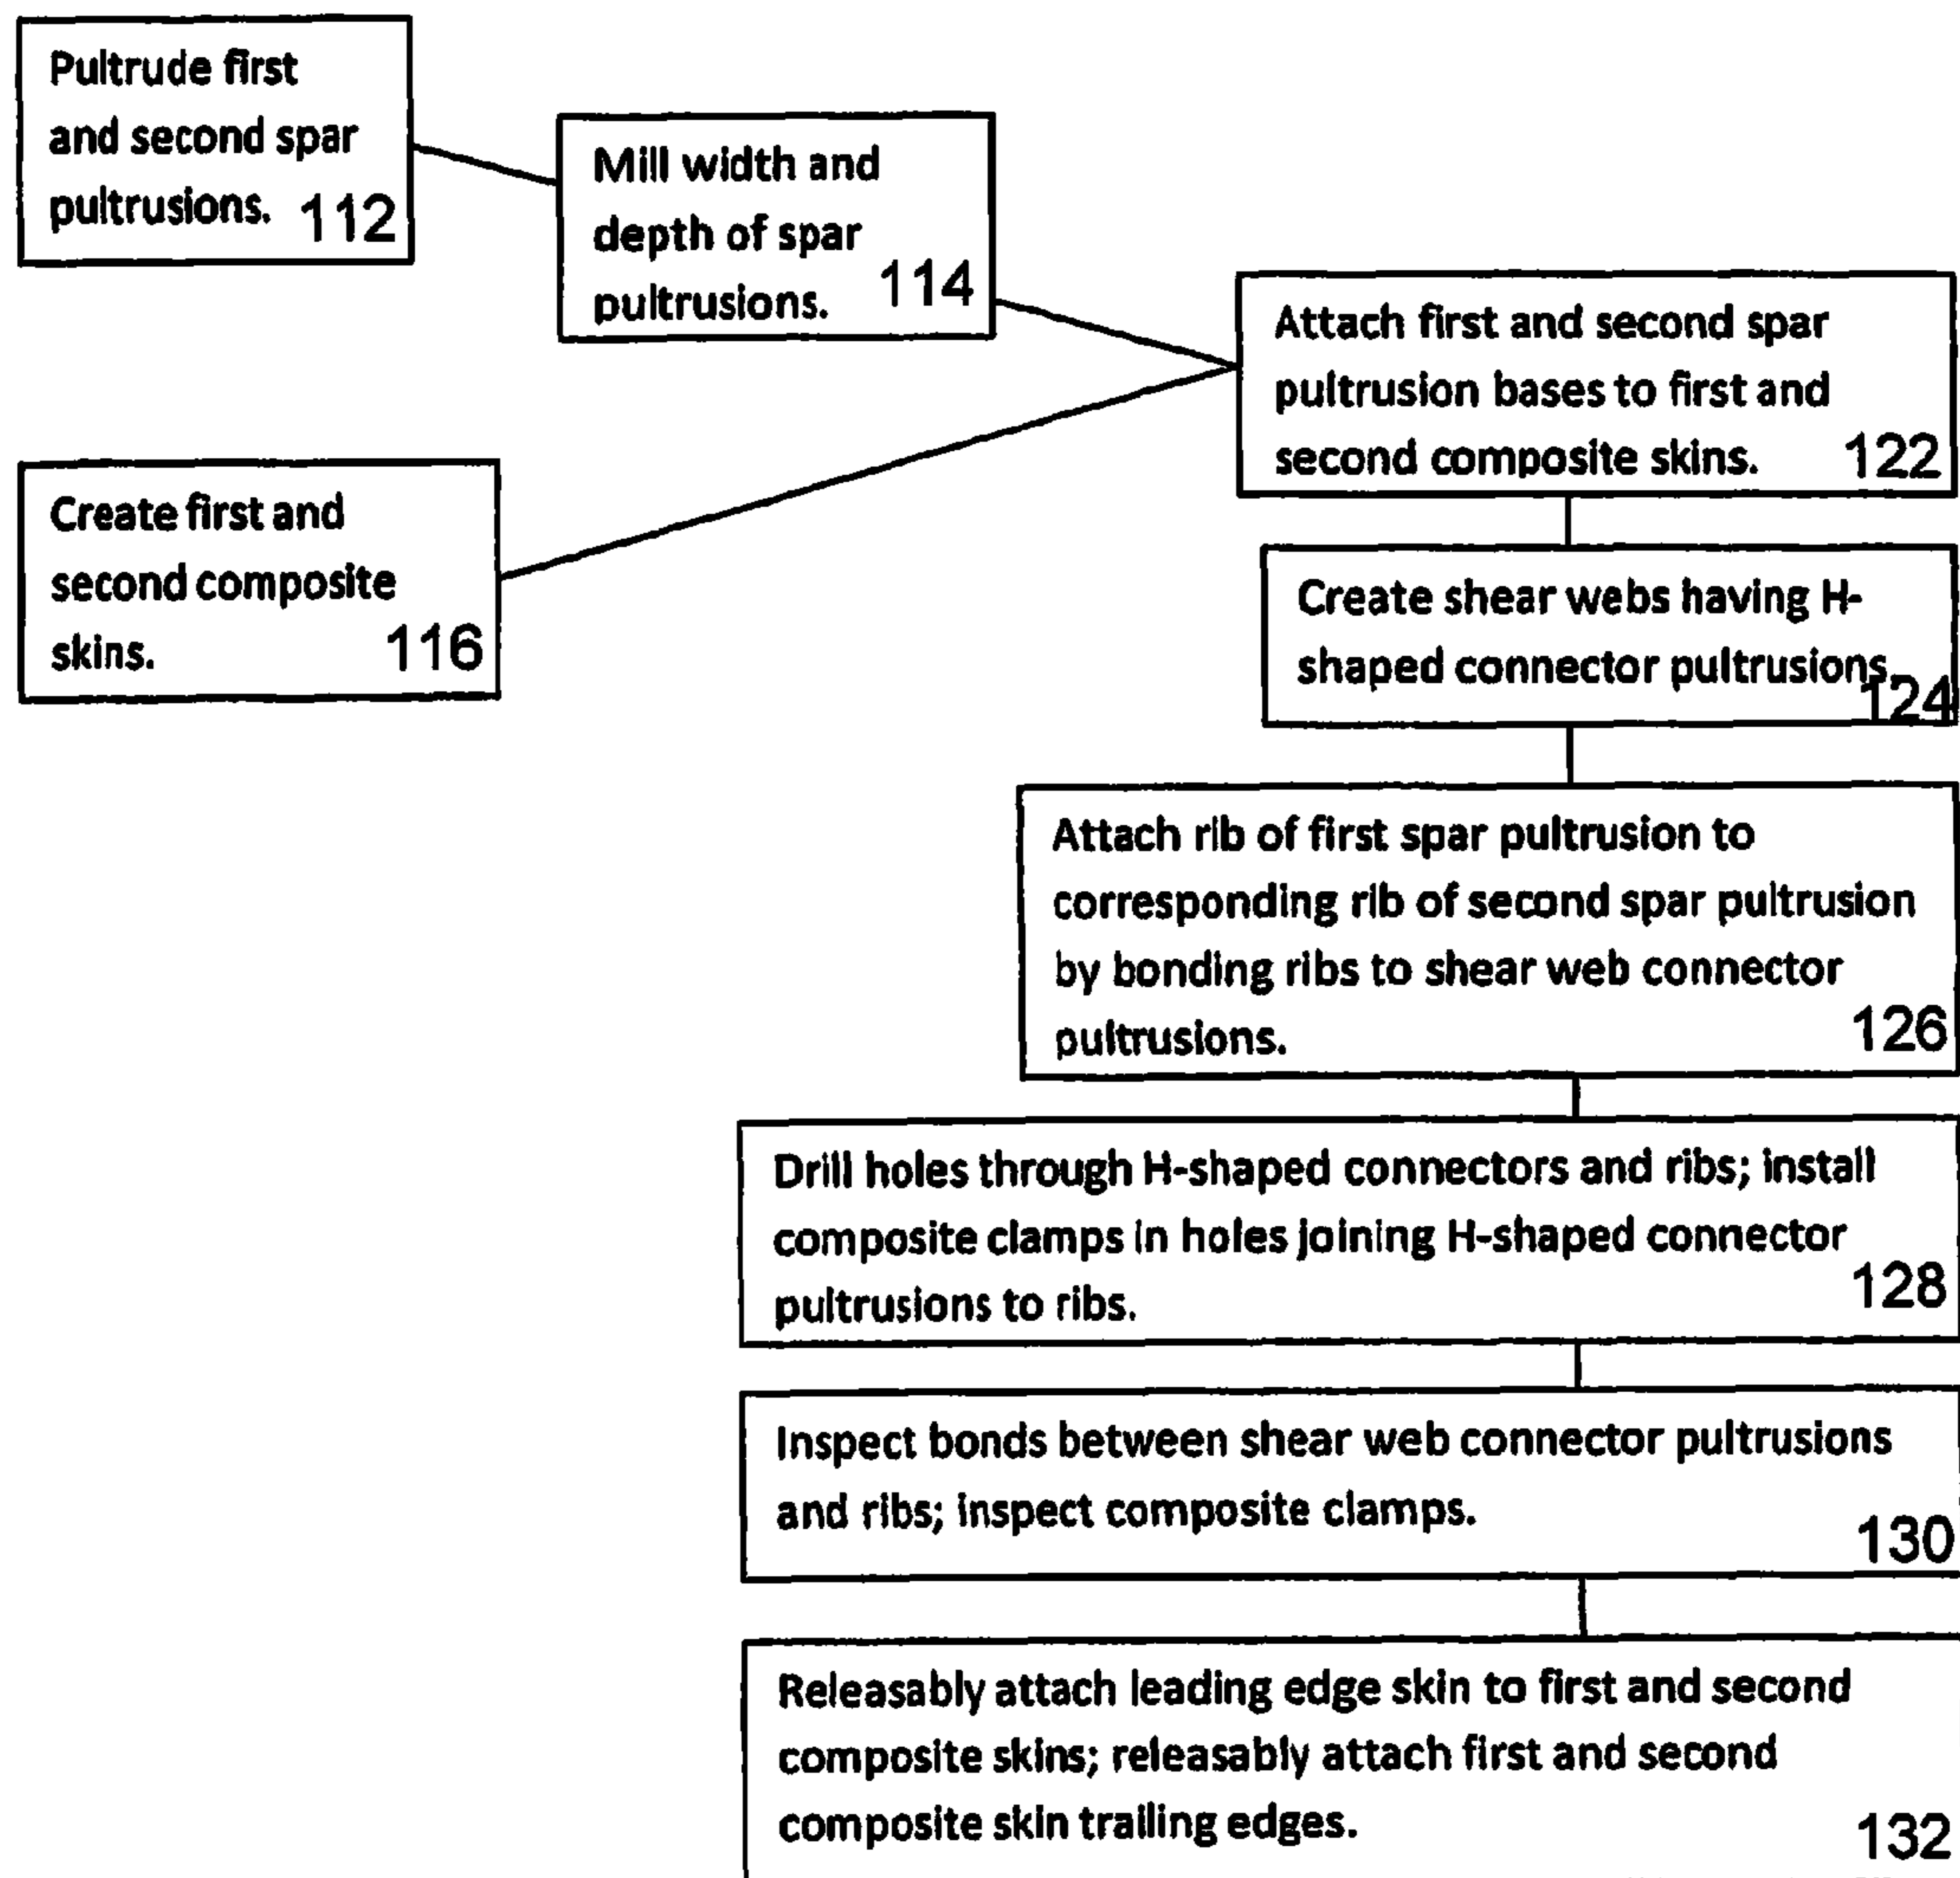 Pultrude first
and second spar
pultrusions. 112
Mill width and
depth of spar
pultrusions. 114
Create first and
second composite
skins. 116
Attach first and second spar
pultrusion bases to first and
second composite skins. 122
Create shear webs having H-
shaped connector pultrusions.
124
Attach rib of first spar pultrusion to
corresponding rib of second spar pultrusion
by bonding ribs to shear web connector
pultrusions. 126
Drill holes through H-shaped connectors and ribs; install
composite clamps in holes joining H-shaped connector
pultrusions to ribs. 128
Inspect bonds between shear web connector pultrusions
and ribs; inspect composite clamps.
130
Releasably attach leading edge skin to first and second
composite skins; releasably attach first and second
composite skin trailing edges.
132